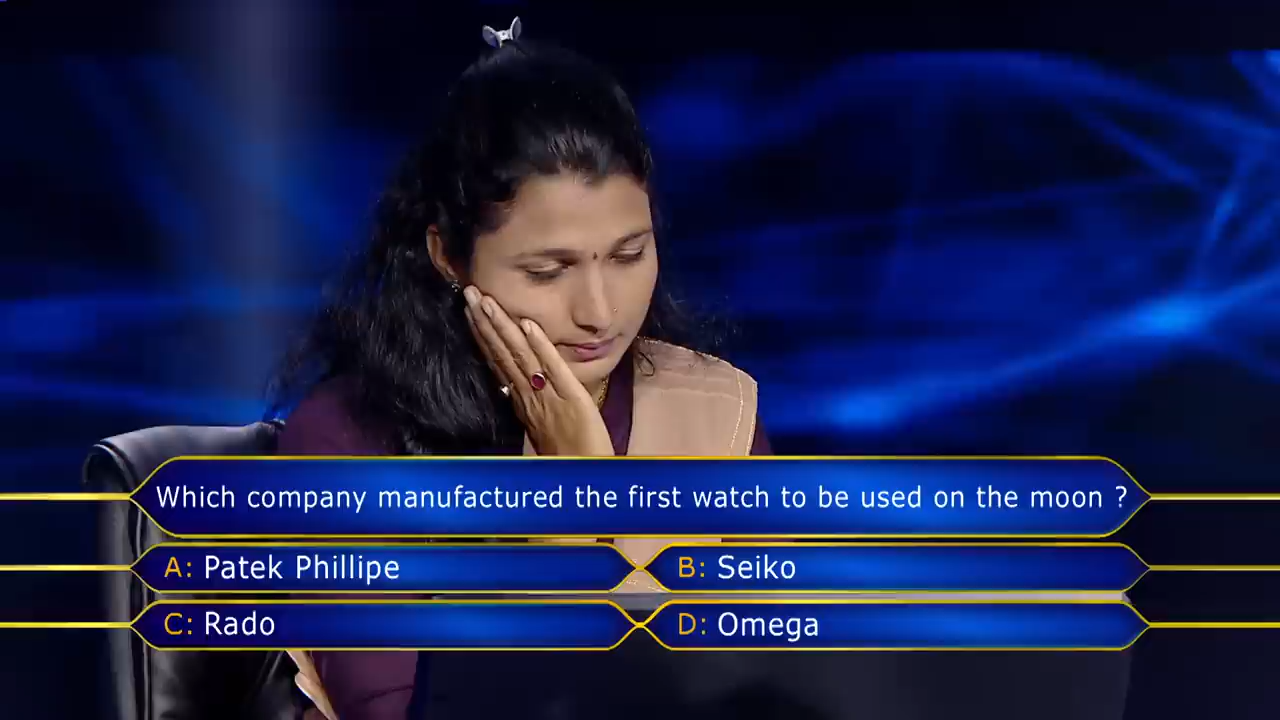 Which company manufactured the first watch to be used on the moon ?
A: Patek Phillipe
B: Seiko
C: Rado
D: Omega